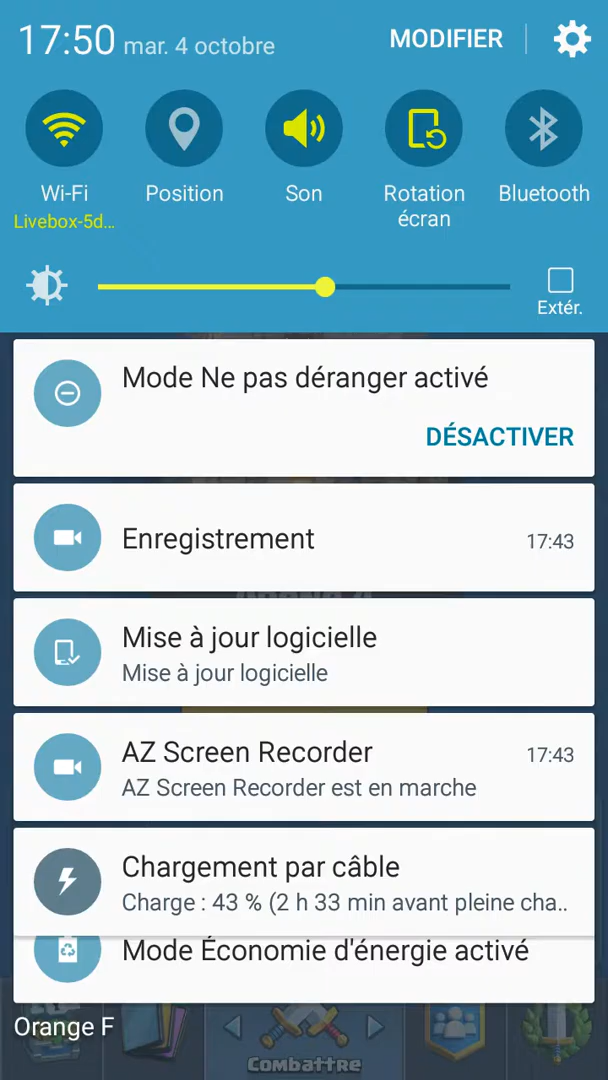 17:50 mar. 4 octobre MODIFIER
Wi-Fi Position Son Rotation écran Bluetooth
Livebox-5d...
Extér.
Mode Ne pas déranger activé
DÉSACTIVER
Enregistrement 17:43
Mise à jour logicielle
Mise à jour logicielle
AZ Screen Recorder 17:43
AZ Screen Recorder est en marche
Chargement par câble
Charge : 43 % (2 h 33 min avant pleine cha..
Mode Économie d'énergie activé
Orange F
Combattre